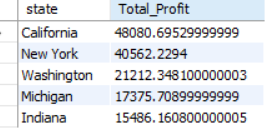 state Total_Profit
California 48080.69529999999
New York 40562.2294
Washington 21212.348100000003
Michigan 17375.70899999999
Indiana 15486.160800000005